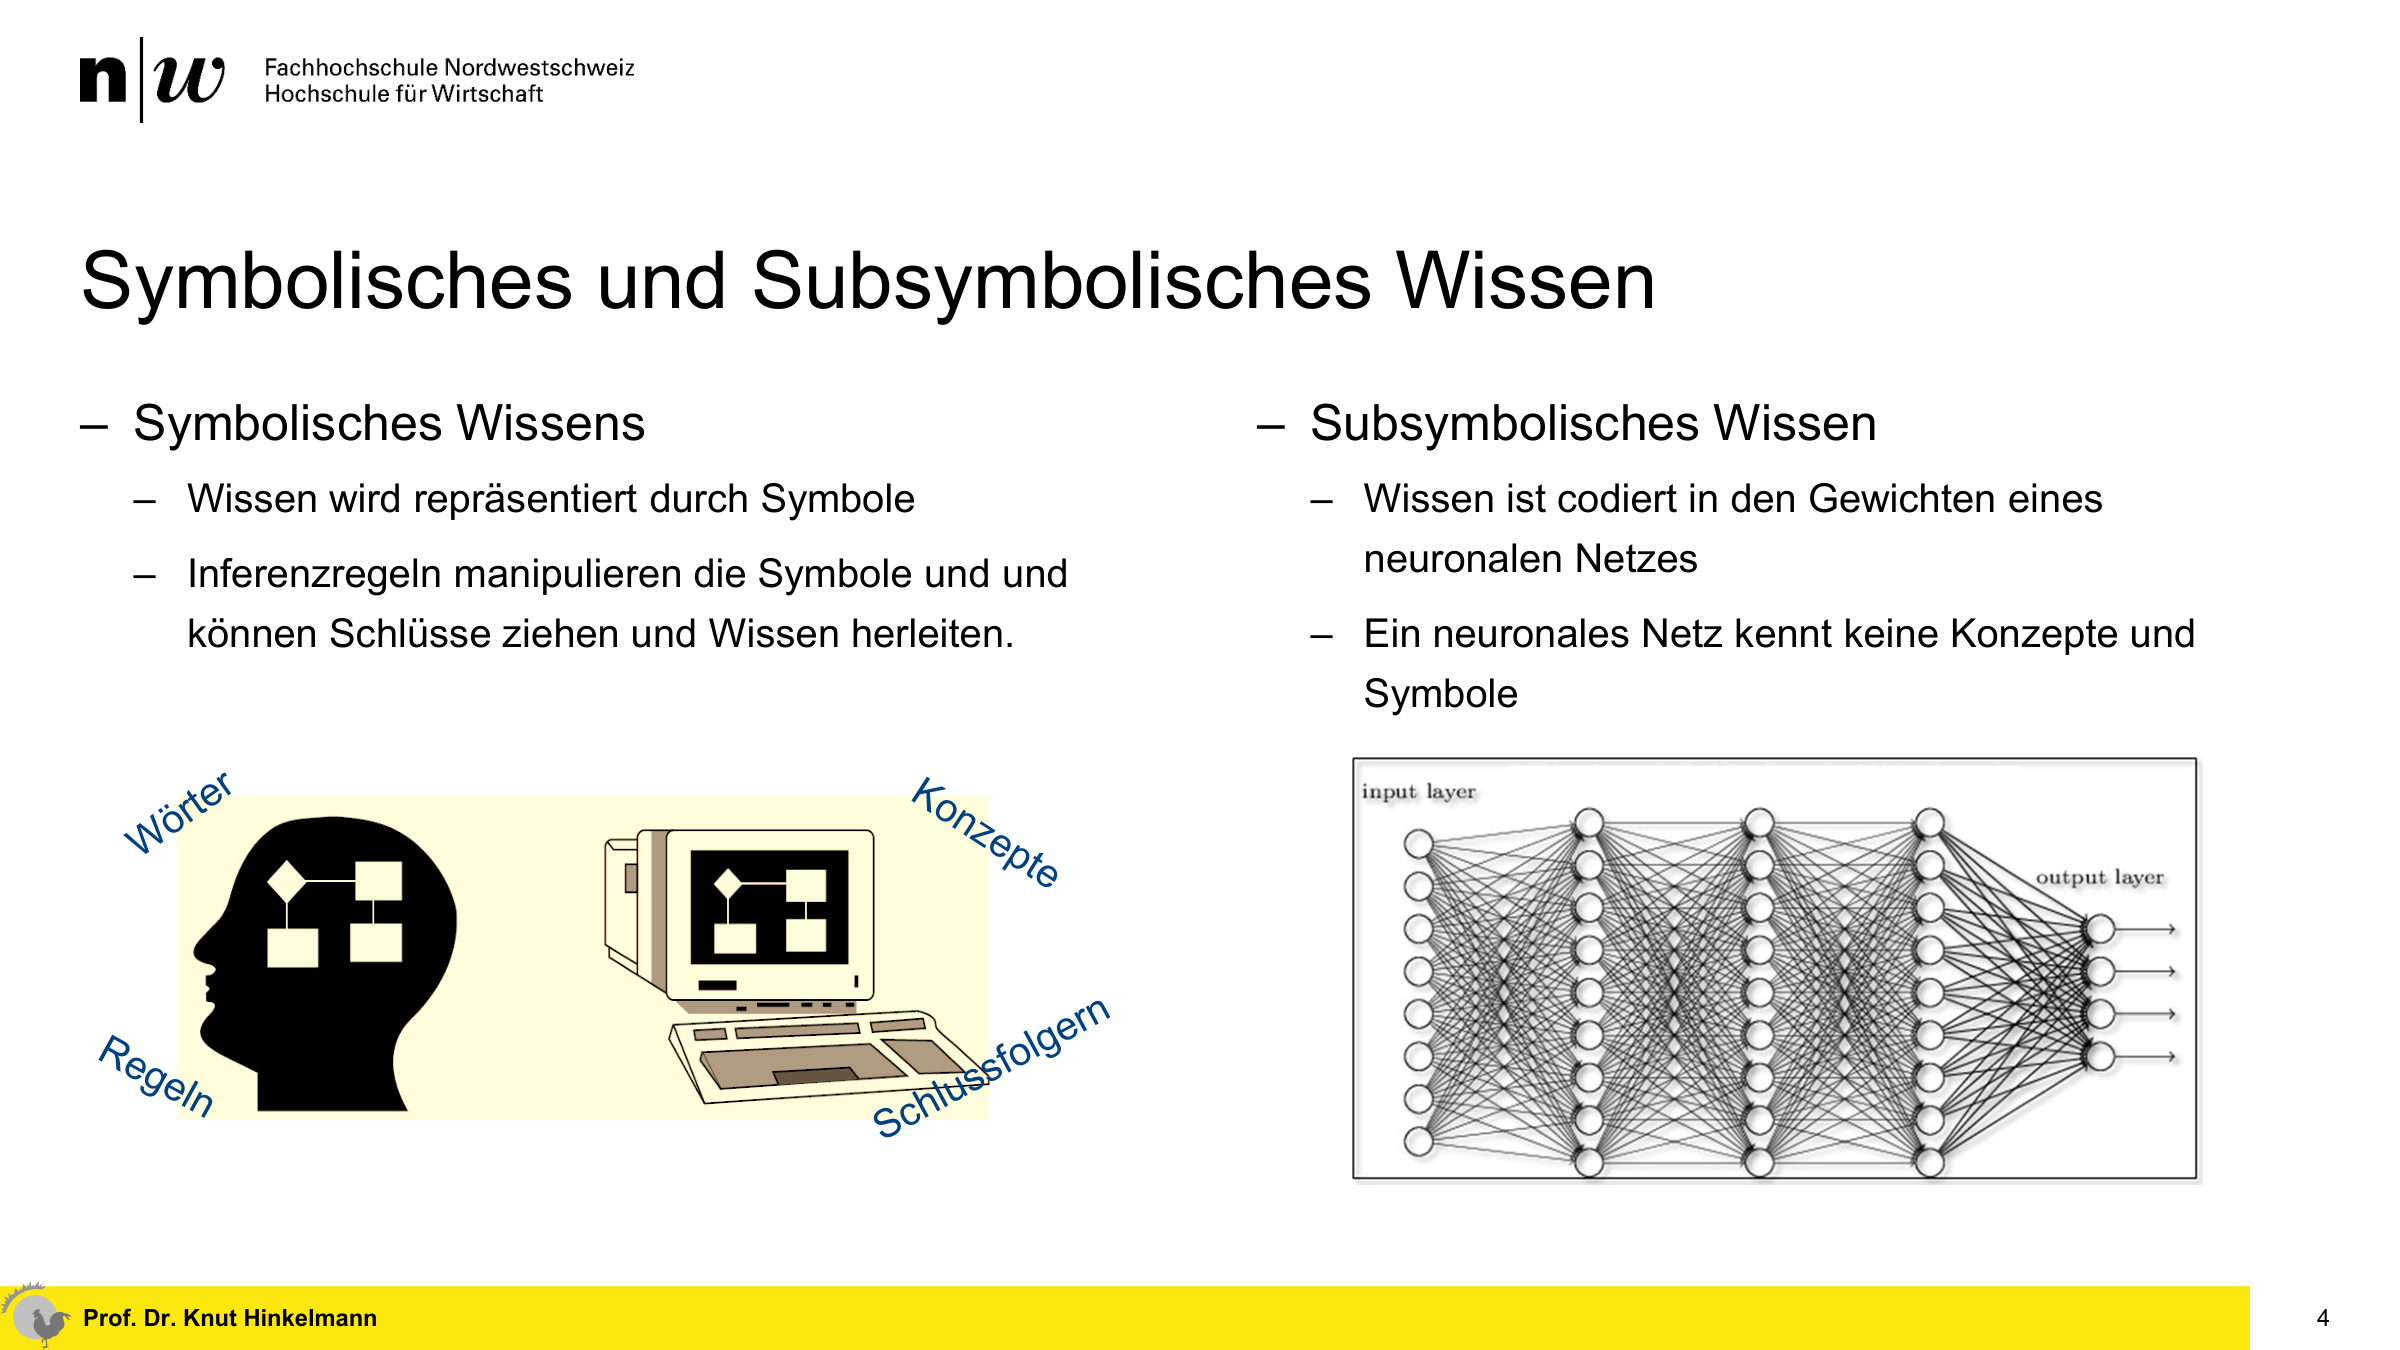 n|w
Fachhochschule Nordwestschweiz
Hochschule für Wirtschaft
Symbolisches und Subsymbolisches Wissen
– Symbolisches Wissens
– Wissen wird repräsentiert durch Symbole
– Inferenzregeln manipulieren die Symbole und und
können Schlüsse ziehen und Wissen herleiten.
Wörter
Konzepte
Regeln
Schlussfolgern
– Subsymbolisches Wissen
– Wissen ist codiert in den Gewichten eines
neuronalen Netzes
– Ein neuronales Netz kennt keine Konzepte und
Symbole
input layer
output layer
Prof. Dr. Knut Hinkelmann
4